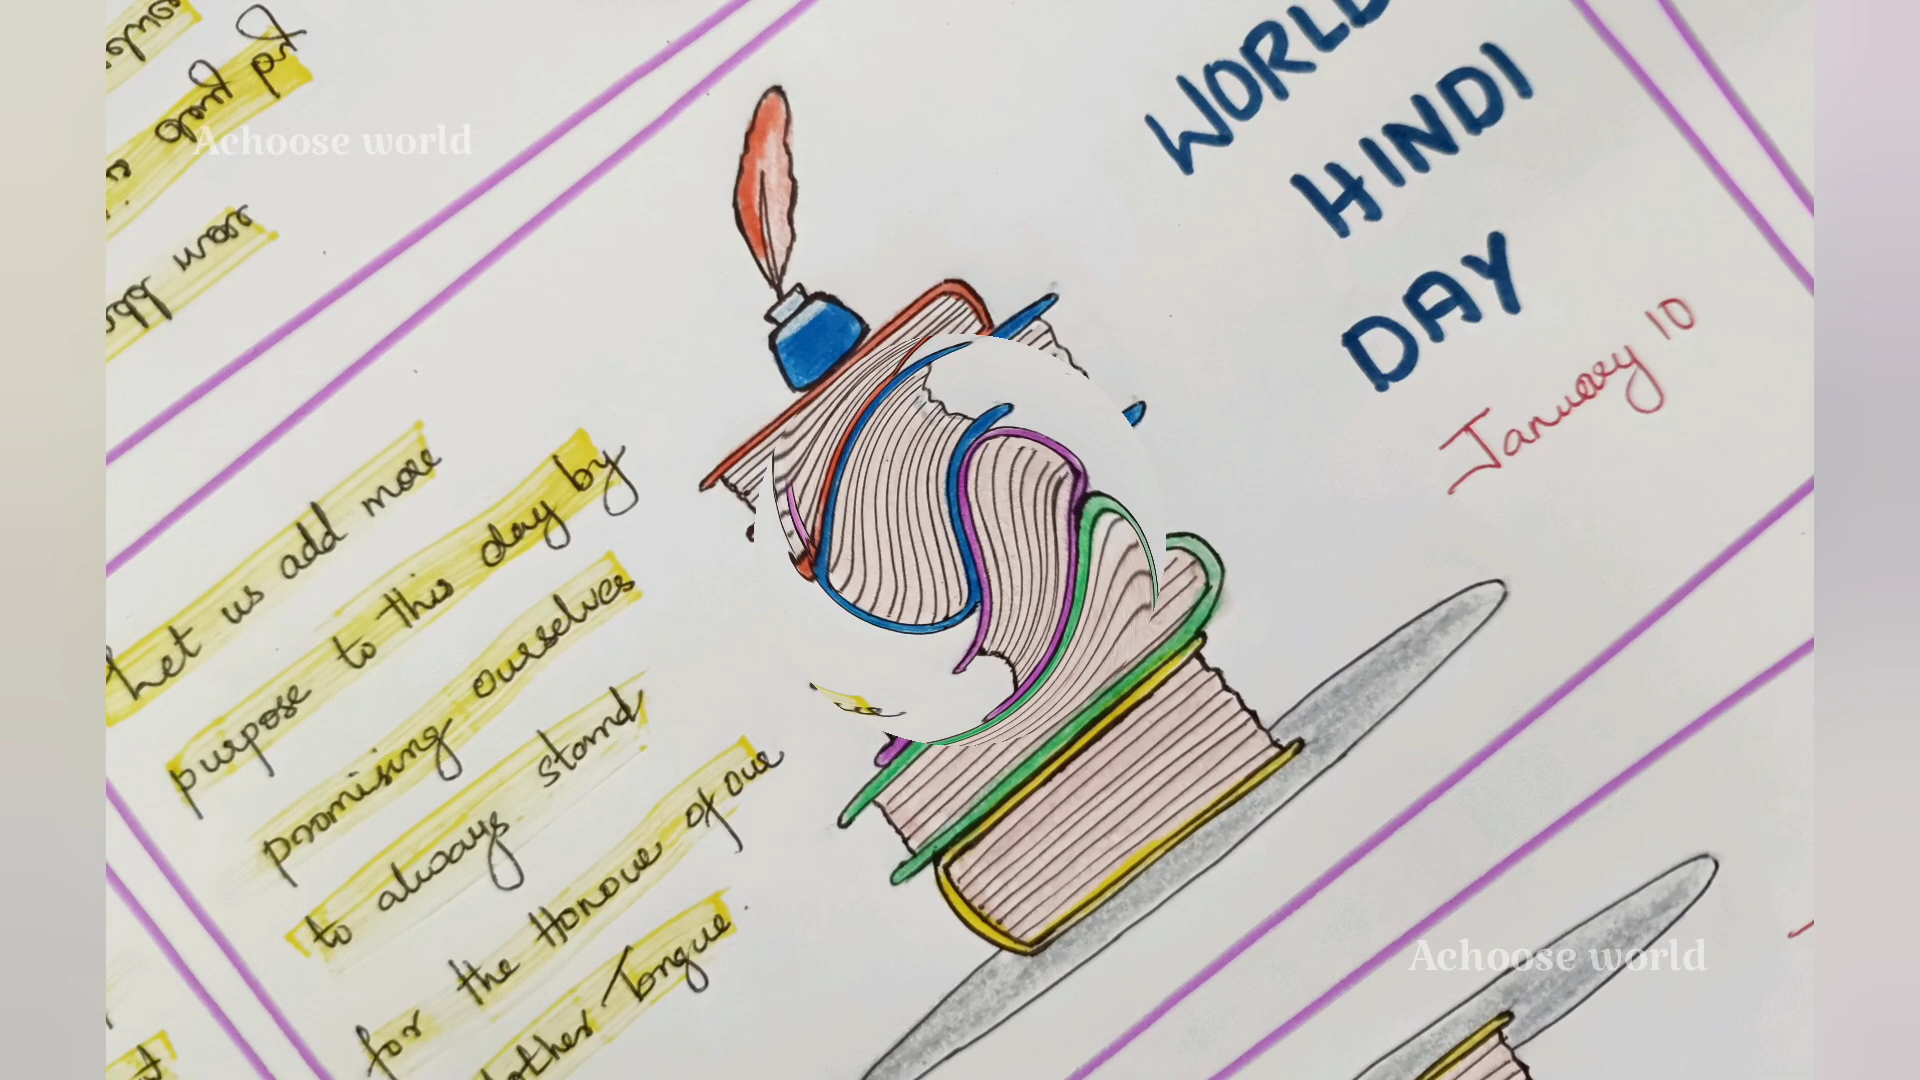 Achoose world
WORLD
HINDI
DAY
January 10
Let us add more
purpose to this day by
promising ourselves
to always stand
for the Honour of our
Tongue
Achoose world